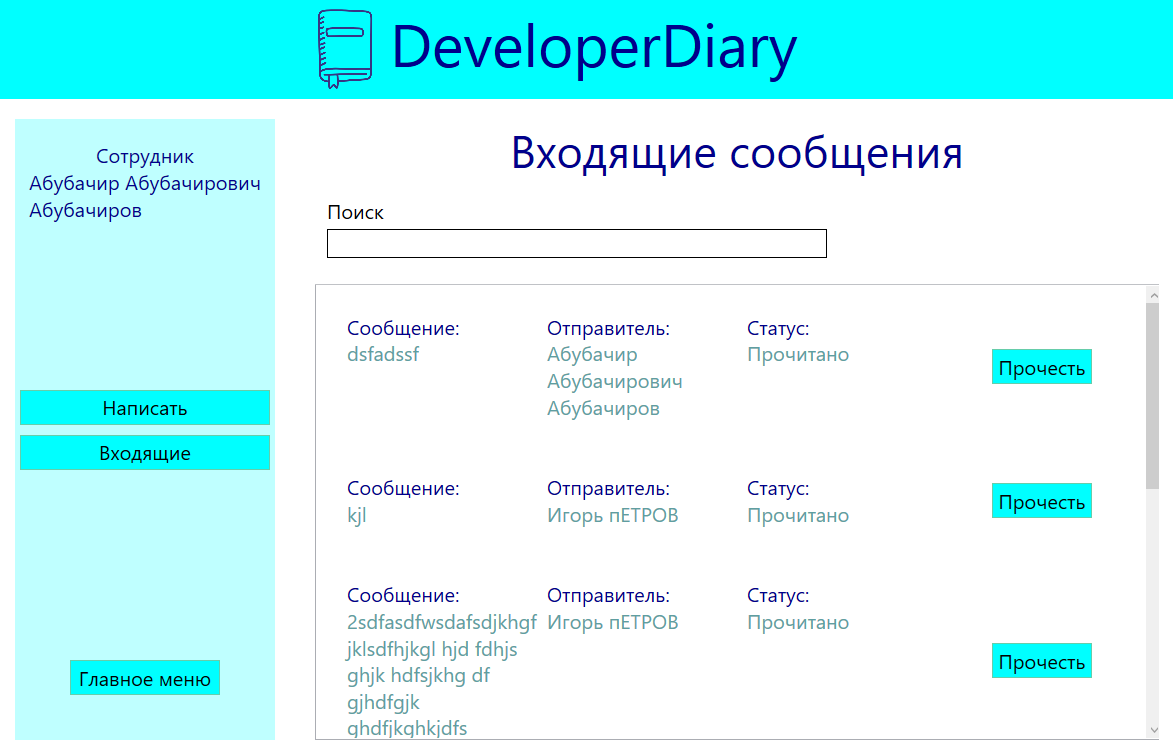 DeveloperDiary
Сотрудник
Абубачир Абубачирович
Абубачиров
Написать
Входящие
Главное меню
Входящие сообщения
Поиск
Сообщение: Отправитель: Статус:
dsfadssf Абубачир Прочитано
Абубачирович
Абубачиров
Прочесть
Сообщение: Отправитель: Статус:
kjl Игорь пЕТРОВ Прочитано
Прочесть
Сообщение: Отправитель: Статус:
2sdfasdfwsdafsdjkhgf Игорь пЕТРОВ Прочитано
jklsdfhjkgl hjd fdhjs
ghjk hdfsjkhg df
gjhdfgjk
ghdfjkghkjdfs
Прочесть